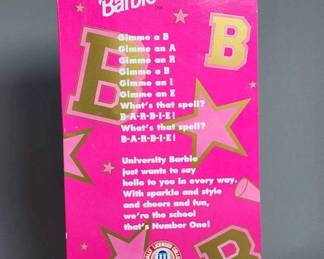 Barbie
B
B
Gimme a B
Gimme an A
Gimme an R
Gimme a B
Gimme an I
Gimme an E
What's that spell?
B-A-R-B-I-E!
What's that spell?
B-A-R-B-I-E!
University Barbie
just wants to say
hello to you in every way.
With sparkle and style
and cheers and fun,
we're the school
that's Number One!
B